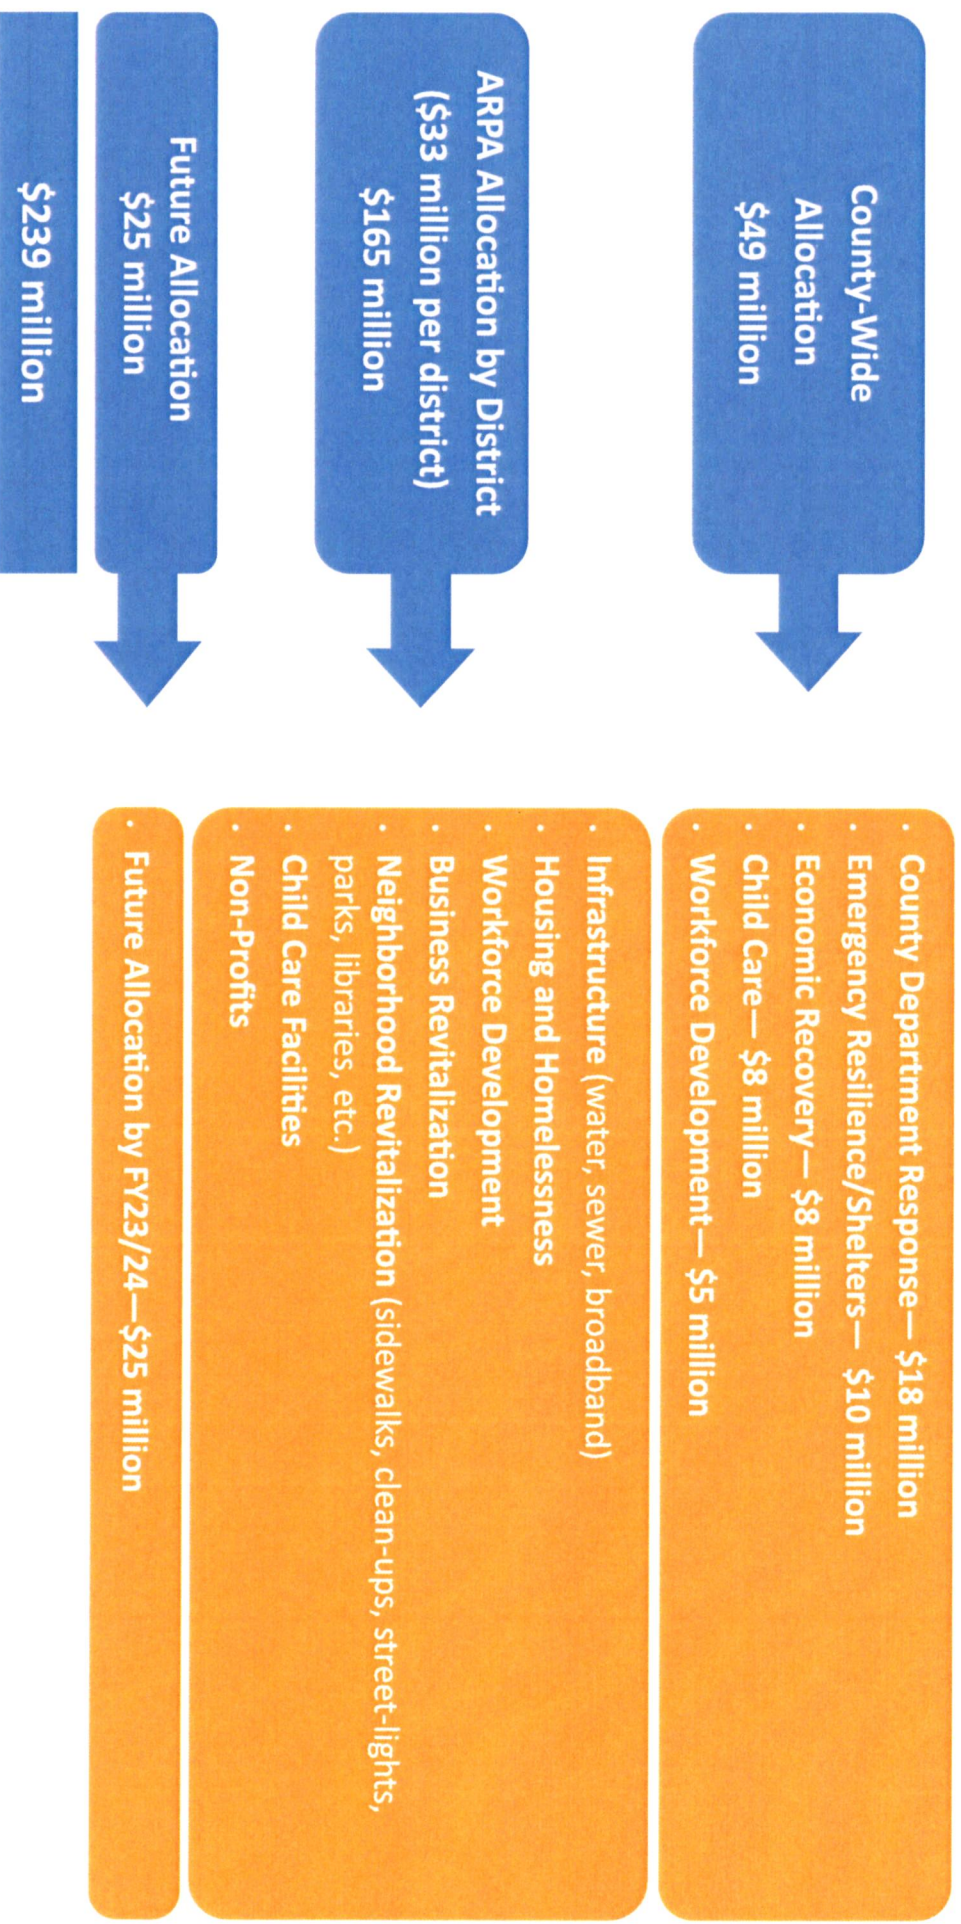 County-Wide
Allocation
$49 million
• County Department Response— $18 million
• Emergency Resilience/Shelters— $10 million
• Economic Recovery— $8 million
• Child Care— $8 million
• Workforce Development— $5 million
ARPA Allocation by District
($33 million per district)
$165 million
• Infrastructure (water, sewer, broadband)
• Housing and Homelessness
• Workforce Development
• Business Revitalization
• Neighborhood Revitalization (sidewalks, clean-ups, street-lights,
parks, libraries, etc.)
• Child Care Facilities
• Non-Profits
Future Allocation
$25 million
• Future Allocation by FY23/24—$25 million
$239 million